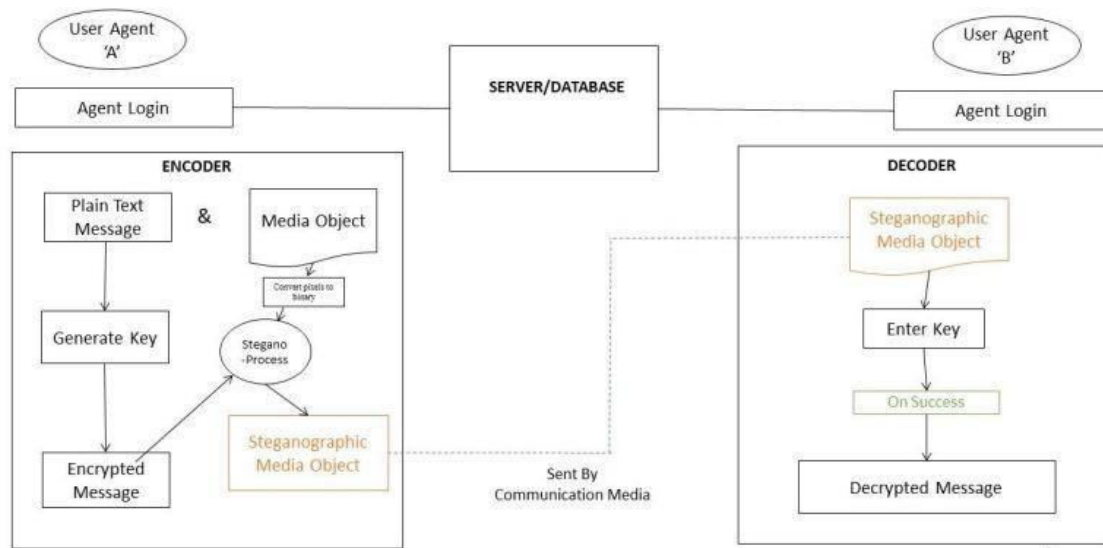 User Agent
‘A’
Agent Login
SERVER/DATABASE
User Agent
‘B’
Agent Login
ENCODER
Plain Text
Message
&
Media Object
Convert pixels to
binary
Generate Key
Stegano
-Process
Encrypted
Message
Steganographic
Media Object
Sent By
Communication Media
DECODER
Steganographic
Media Object
Enter Key
On Success
Decrypted Message